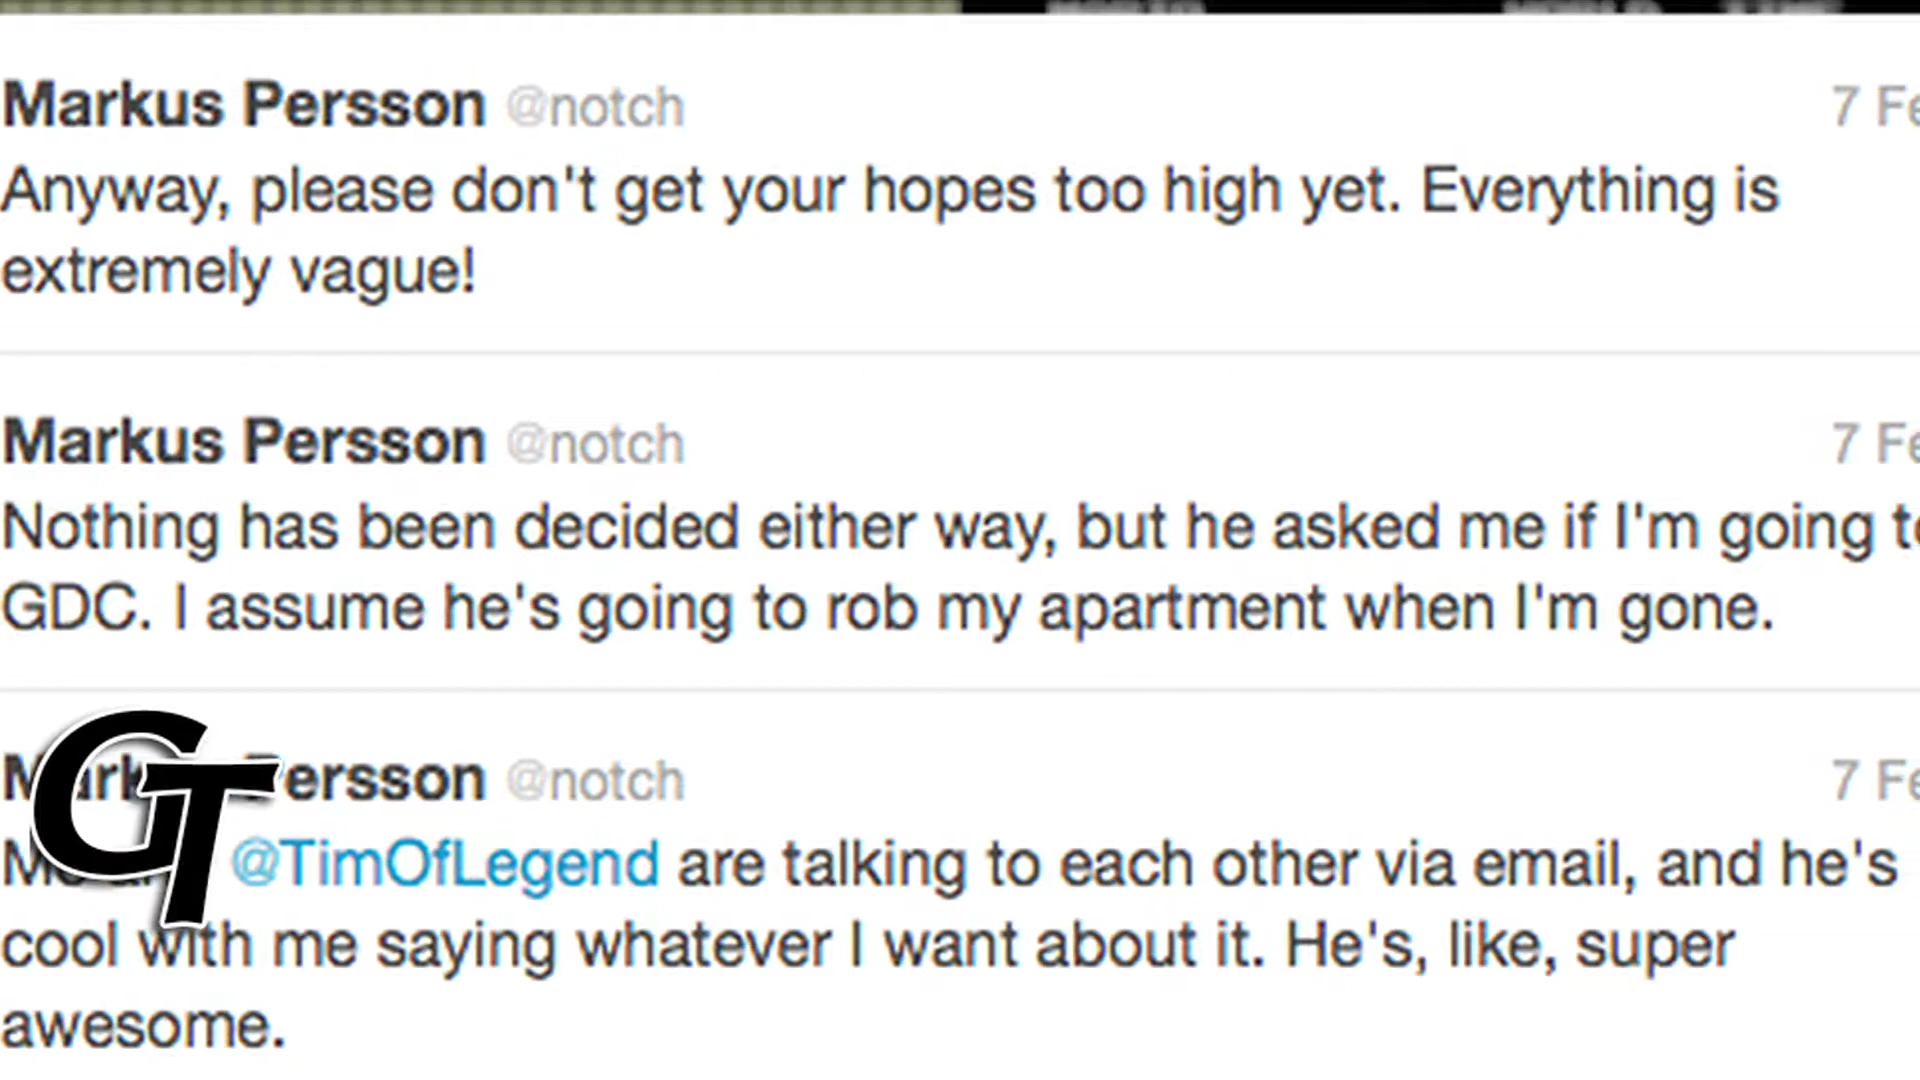 Markus Persson @notch 7 Fe
Anyway, please don't get your hopes too high yet. Everything is
extremely vague!
Markus Persson @notch 7 Fe
Nothing has been decided either way, but he asked me if I'm going to
GDC. I assume he's going to rob my apartment when I'm gone.
GT
Markus Persson @notch 7 Fe
@TimOfLegend are talking to each other via email, and he's
cool with me saying whatever I want about it. He's, like, super
awesome.